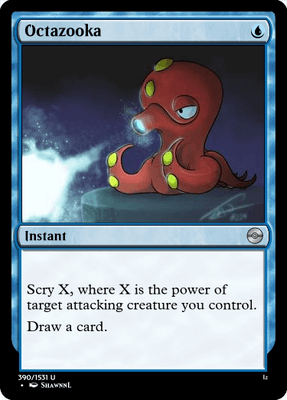 Octazooka
Instant
Scry X, where X is the power of
target attacking creature you control.
Draw a card.
390/1531 U
ShawnnL